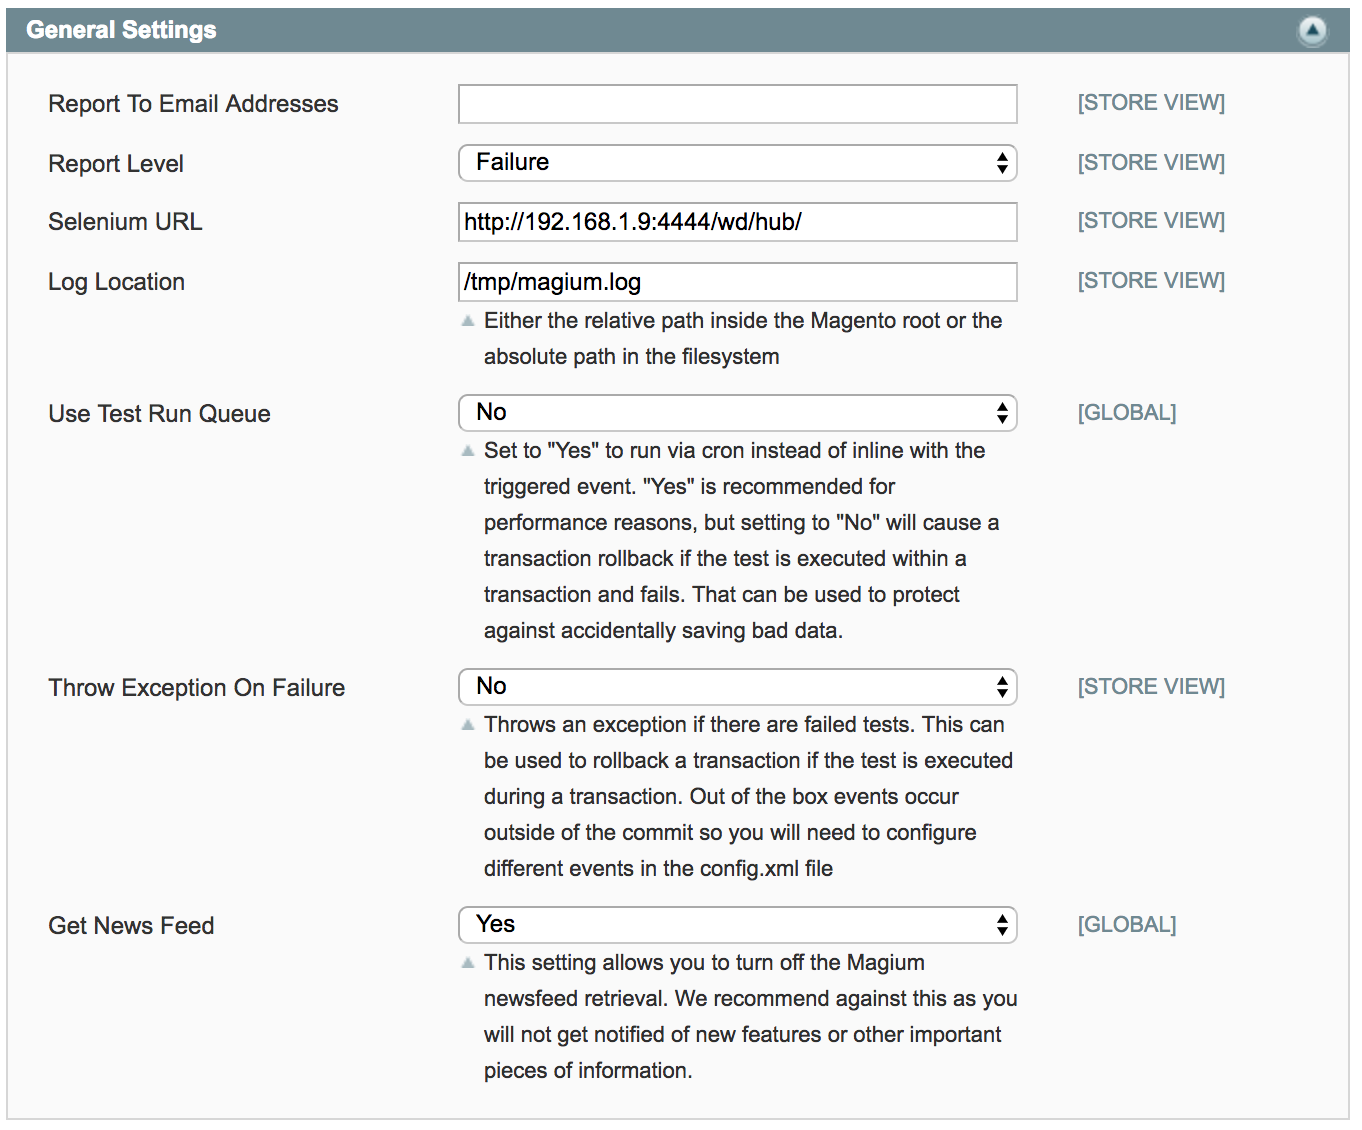 General Settings
Report To Email Addresses [STORE VIEW]
Report Level Failure [STORE VIEW]
Selenium URL http://192.168.1.9:4444/wd/hub/ [STORE VIEW]
Log Location /tmp/magium.log [STORE VIEW]
Either the relative path inside the Magento root or the
absolute path in the filesystem
Use Test Run Queue No [GLOBAL]
Set to "Yes" to run via cron instead of inline with the
triggered event. "Yes" is recommended for
performance reasons, but setting to "No" will cause a
transaction rollback if the test is executed within a
transaction and fails. That can be used to protect
against accidentally saving bad data.
Throw Exception On Failure No [STORE VIEW]
Throws an exception if there are failed tests. This can
be used to rollback a transaction if the test is executed
during a transaction. Out of the box events occur
outside of the commit so you will need to configure
different events in the config.xml file
Get News Feed Yes [GLOBAL]
This setting allows you to turn off the Magium
newsfeed retrieval. We recommend against this as you
will not get notified of new features or other important
pieces of information.